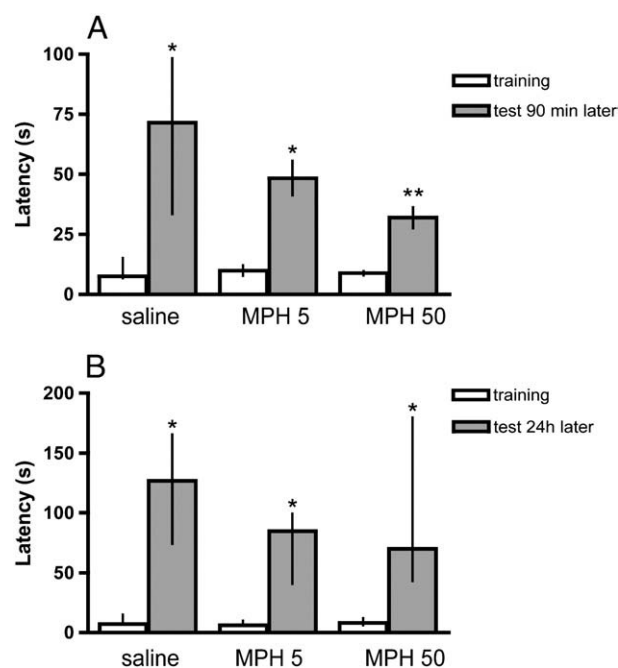 A
100
75
50
25
0
Latency (s)
*
*
**
training
test 90 min later
saline MPH 5 MPH 50
B
200
150
100
50
0
Latency (s)
*
*
*
training
test 24h later
saline MPH 5 MPH 50